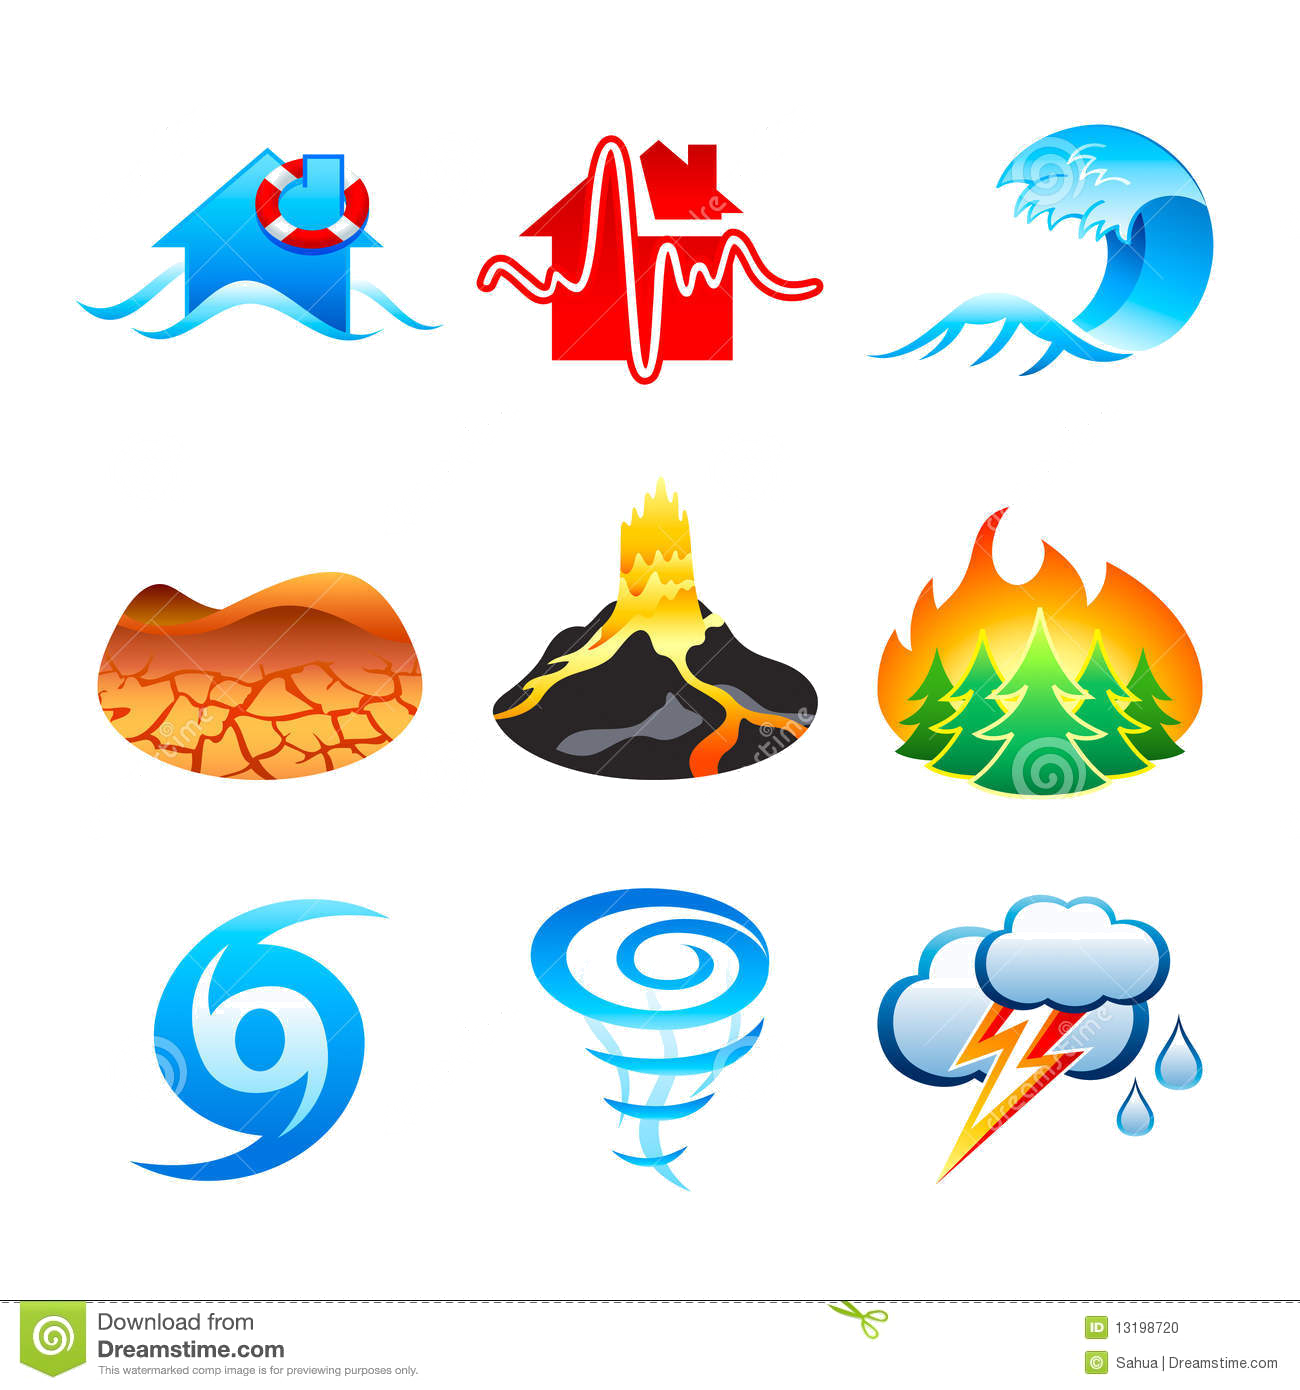 Download from
Dreamstime.com
This watermarked comp image is for previewing purposes only.
ID 13198720
© Sahua | Dreamstime.com